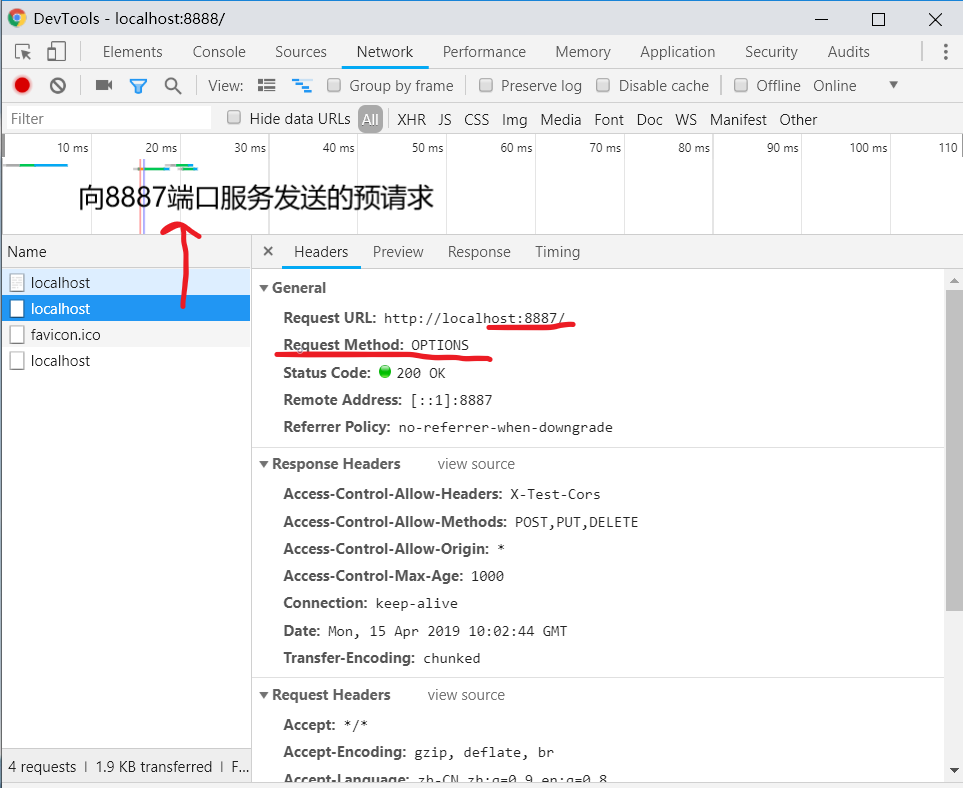 DevTools - localhost:8888/
Elements Console Sources Network Performance Memory Application Security Audits
View: Group by frame Preserve log Disable cache Offline Online
Filter Hide data URLs All XHR JS CSS Img Media Font Doc WS Manifest Other
10 ms 20 ms 30 ms 40 ms 50 ms 60 ms 70 ms 80 ms 90 ms 100 ms 110
向8887端口服务发送的预请求
Name
localhost
localhost
favicon.ico
localhost
4 requests | 1.9 KB transferred | F...
× Headers Preview Response Timing
General
Request URL: http://localhost:8887/
Request Method: OPTIONS
Status Code: 200 OK
Remote Address: [::1]:8887
Referrer Policy: no-referrer-when-downgrade
Response Headers view source
Access-Control-Allow-Headers: X-Test-Cors
Access-Control-Allow-Methods: POST,PUT,DELETE
Access-Control-Allow-Origin: *
Access-Control-Max-Age: 1000
Connection: keep-alive
Date: Mon, 15 Apr 2019 10:02:44 GMT
Transfer-Encoding: chunked
Request Headers view source
Accept: */*
Accept-Encoding: gzip, deflate, br
Accept-Language: zh-CN,zh;q=0.9,en;q=0.8